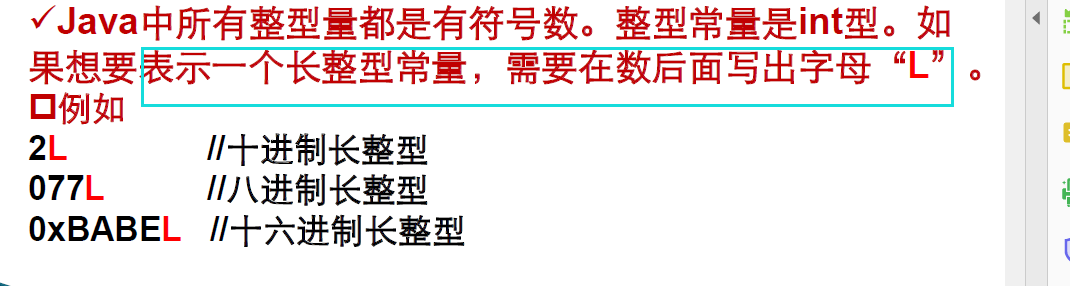 ✓Java中所有整型量都是有符号数。整型常量是int型。如
果想要表示一个长整型常量，需要在数后面写出字母“L”。
例如
2L //十进制长整型
077L //八进制长整型
0xBABEL //十六进制长整型